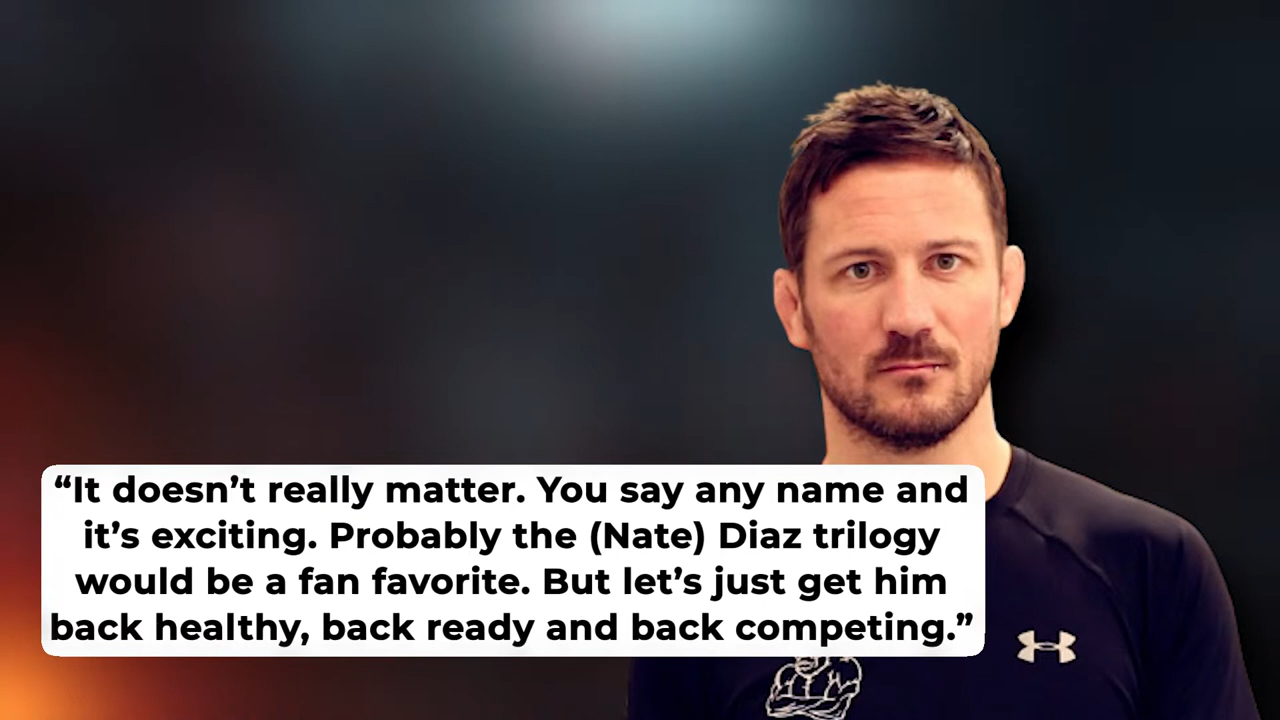 “It doesn’t really matter. You say any name and
it’s exciting. Probably the (Nate) Diaz trilogy
would be a fan favorite. But let’s just get him
back healthy, back ready and back competing.”